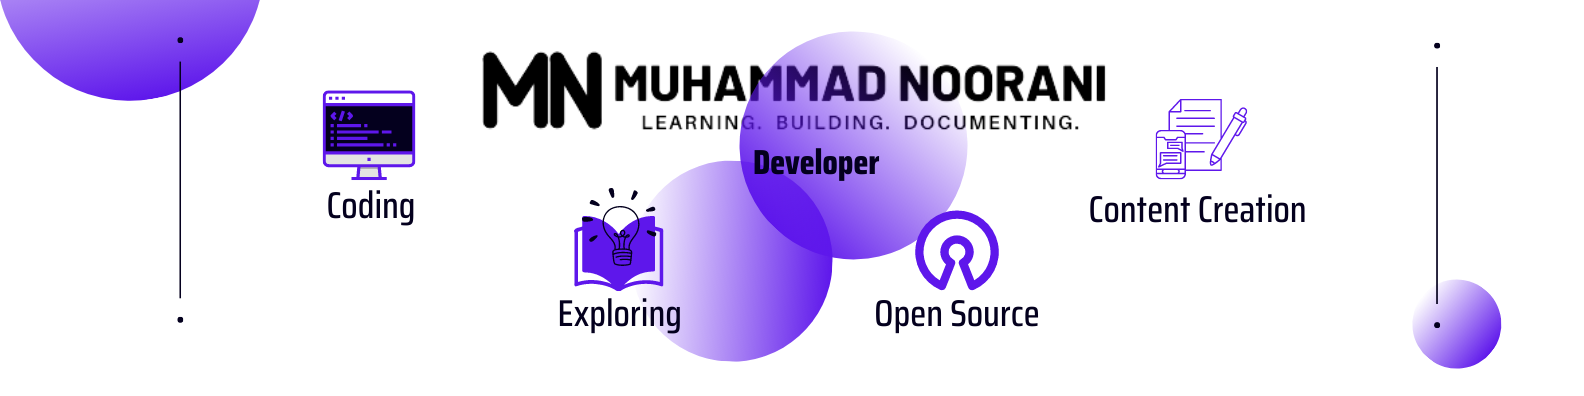 MN MUHAMMAD NOORANI
LEARNING. BUILDING. DOCUMENTING.
Developer
</>
Coding
Content Creation
Exploring
Open Source